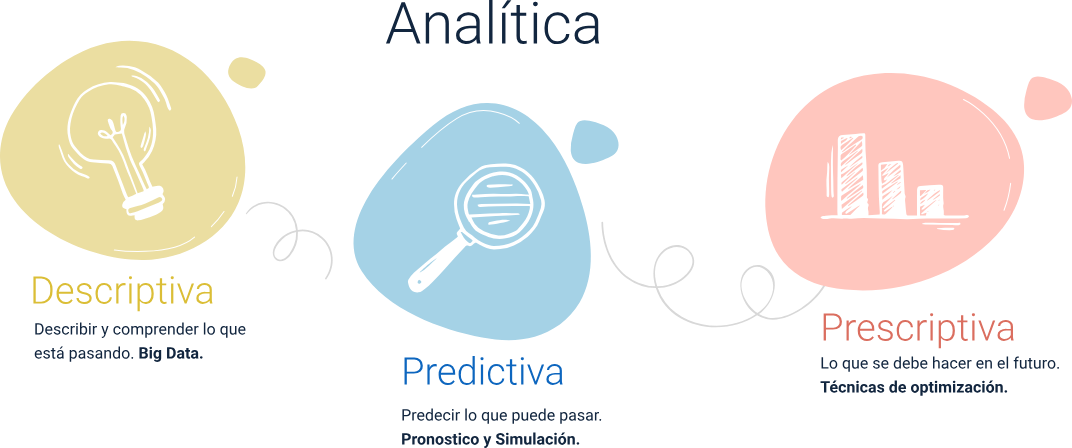 Analítica
Descriptiva
Describir y comprender lo que
está pasando. Big Data.
Predictiva
Predecir lo que puede pasar.
Pronostico y Simulación.
Prescriptiva
Lo que se debe hacer en el futuro.
Técnicas de optimización.